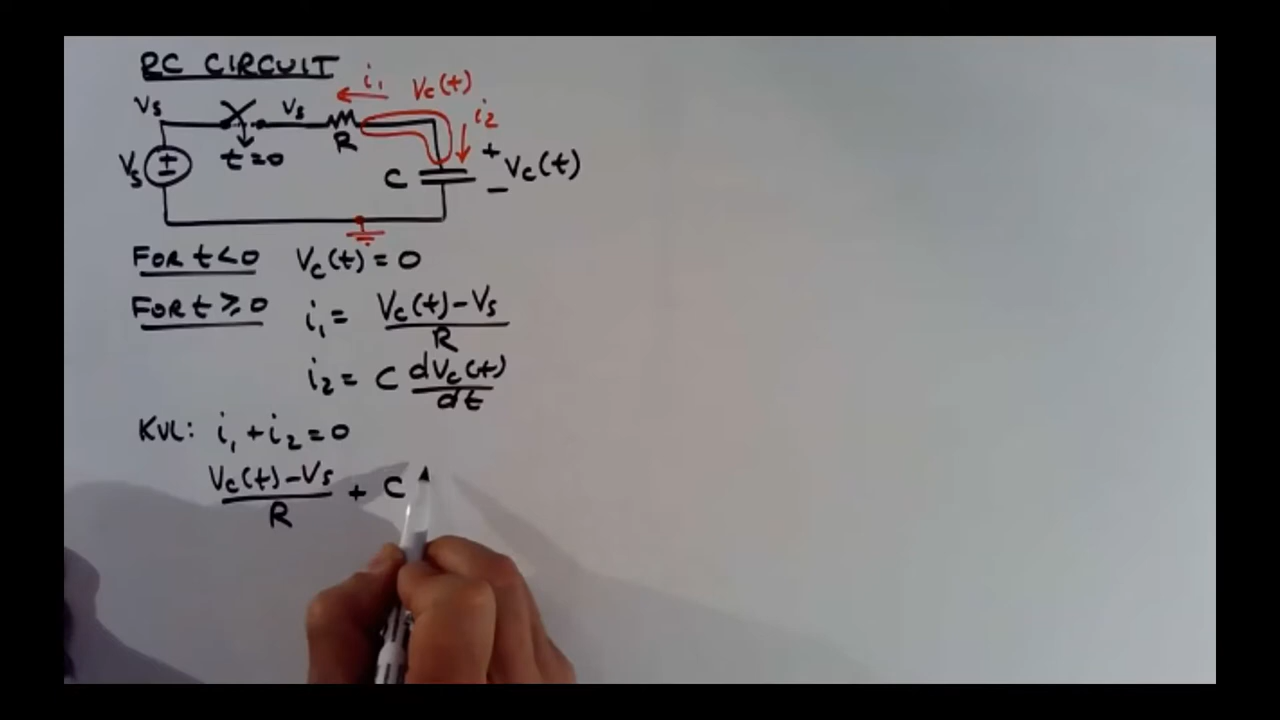 RC CIRCUIT
i₁ Vc(t)
Vs Vs i₂
R
t=0
Vs ± C + Vc(t) −
FOR t<0 Vc(t) = 0
FOR t ≥ 0 i₁ = (Vc(t) − Vs)/R
i₂ = C dVc(t)/dt
KVL: i₁ + i₂ = 0
(Vc(t) − Vs)/R + C